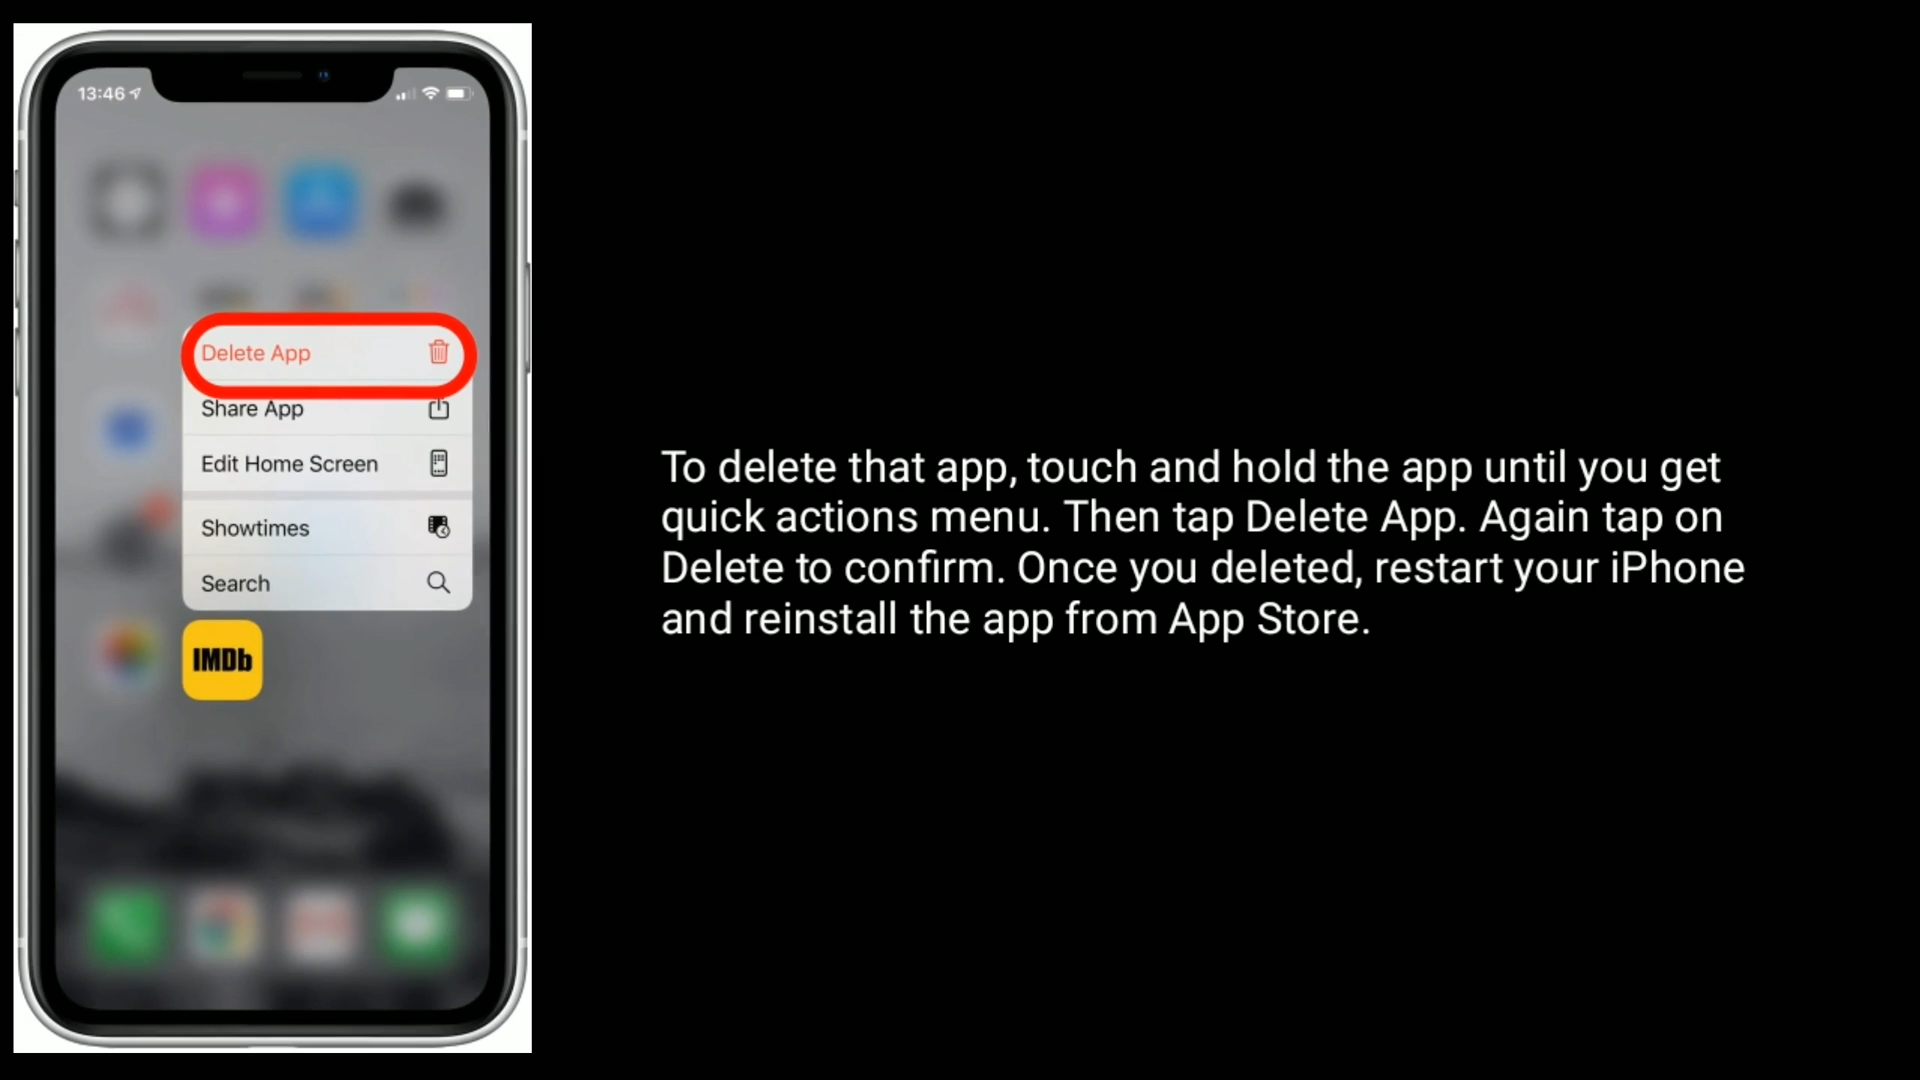 13:46
Delete App
Share App
Edit Home Screen
Showtimes
Search
IMDb
To delete that app, touch and hold the app until you get
quick actions menu. Then tap Delete App. Again tap on
Delete to confirm. Once you deleted, restart your iPhone
and reinstall the app from App Store.